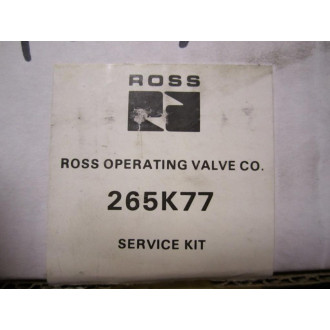 ROSS
ROSS OPERATING VALVE CO.
265K77
SERVICE KIT